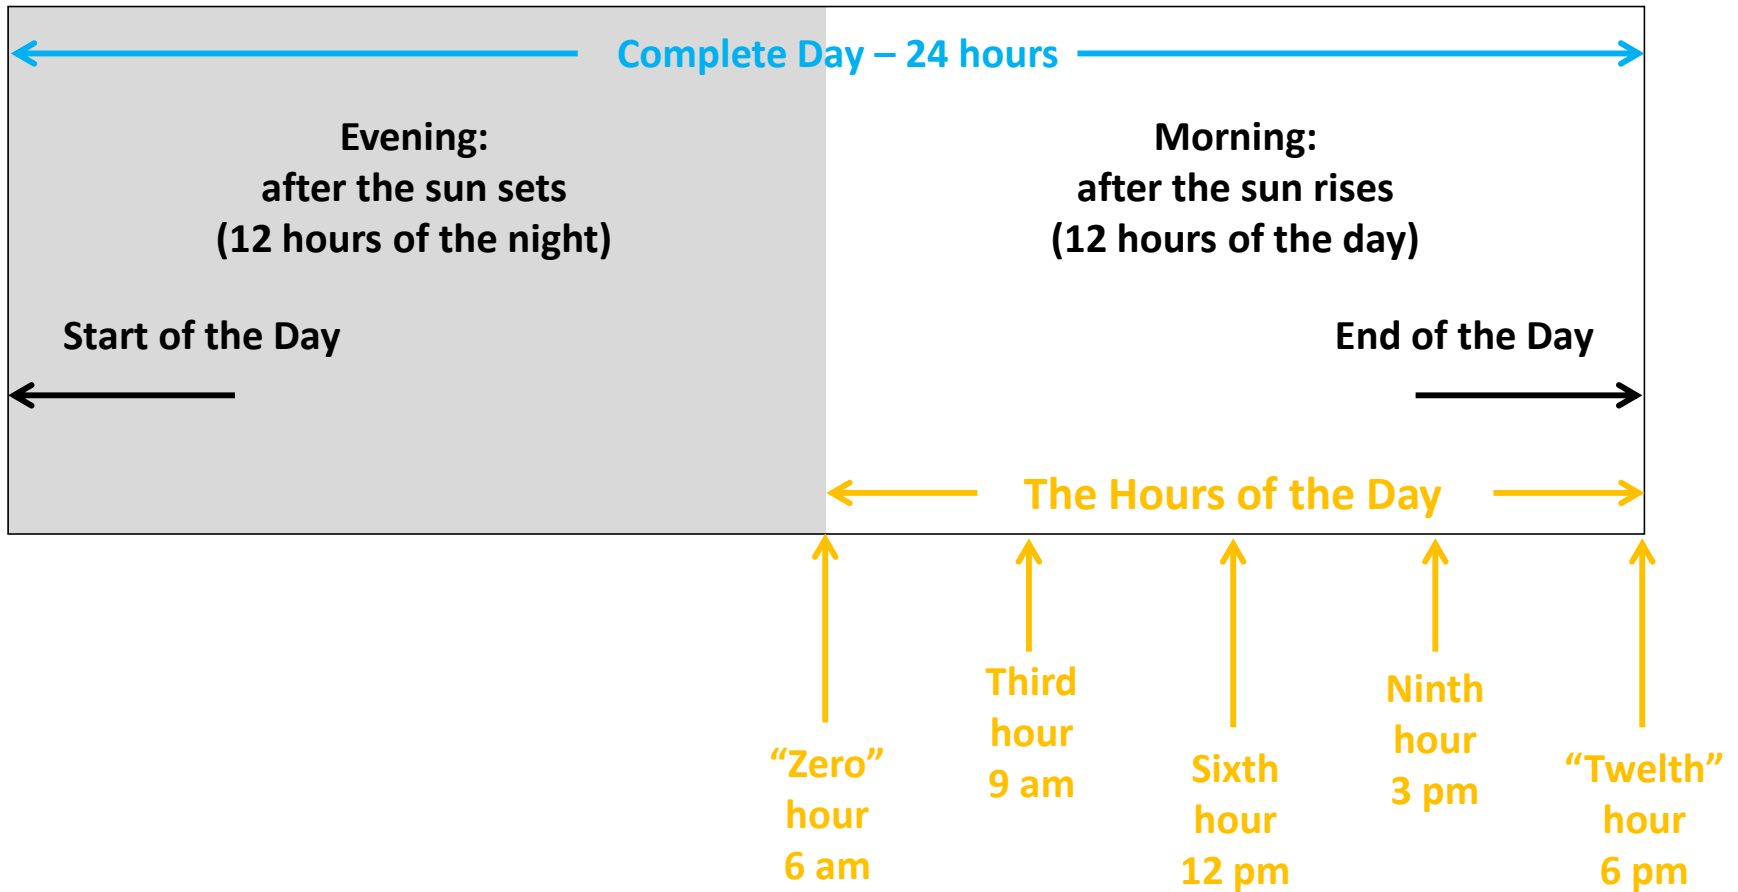 Complete Day – 24 hours
Evening:
after the sun sets
(12 hours of the night)
Morning:
after the sun rises
(12 hours of the day)
Start of the Day
End of the Day
The Hours of the Day
“Zero”
hour
6 am
Third
hour
9 am
Sixth
hour
12 pm
Ninth
hour
3 pm
“Twelth”
hour
6 pm